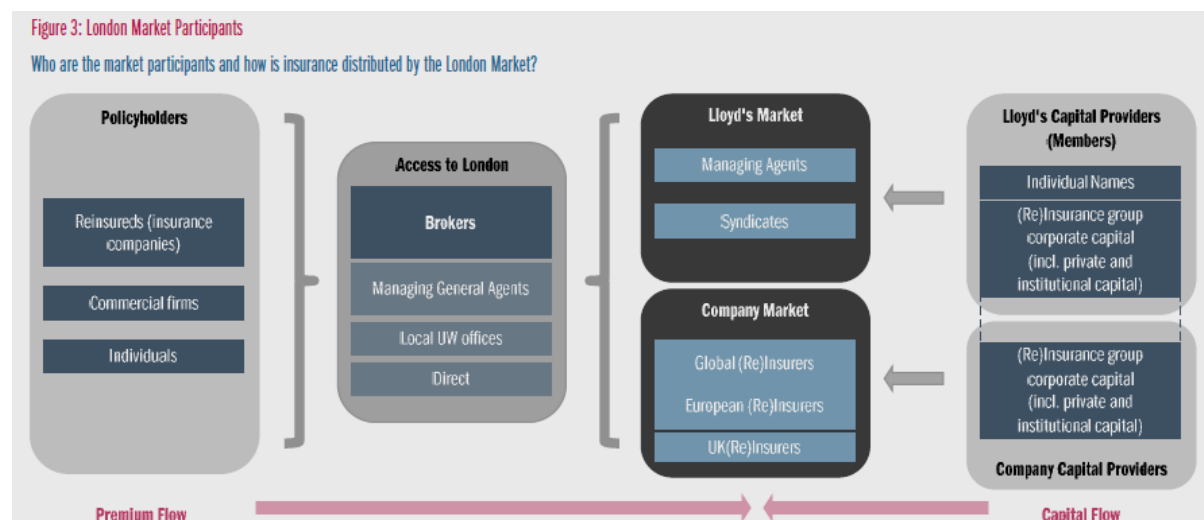 Figure 3: London Market Participants
Who are the market participants and how is insurance distributed by the London Market?
Policyholders
Reinsureds (insurance
companies)
Commercial firms
Individuals
Access to London
Brokers
Managing General Agents
Local UW offices
Direct
Lloyd's Market
Managing Agents
Syndicates
Company Market
Global (Re)Insurers
European (Re)Insurers
UK(Re)Insurers
Lloyd's Capital Providers
(Members)
Individual Names
(Re)Insurance group
corporate capital
(incl. private and
institutional capital)
(Re)Insurance group
corporate capital
(incl. private and
institutional capital)
Company Capital Providers
Premium Flow
Capital Flow